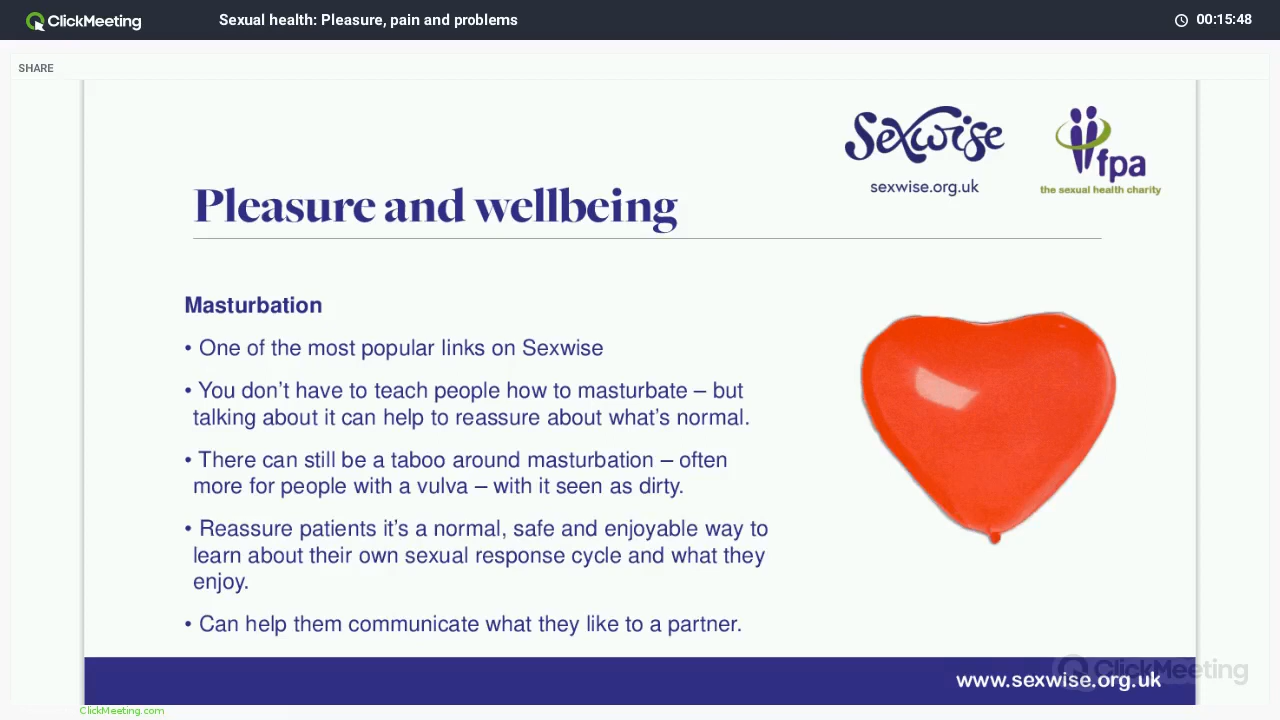 ClickMeeting
Sexual health: Pleasure, pain and problems
00:15:48
SHARE
Sexwise
sexwise.org.uk
fpa
the sexual health charity
Pleasure and wellbeing
Masturbation
• One of the most popular links on Sexwise
• You don’t have to teach people how to masturbate – but
talking about it can help to reassure about what’s normal.
• There can still be a taboo around masturbation – often
more for people with a vulva – with it seen as dirty.
• Reassure patients it’s a normal, safe and enjoyable way to
learn about their own sexual response cycle and what they
enjoy.
• Can help them communicate what they like to a partner.
ClickMeeting
www.sexwise.org.uk
ClickMeeting.com